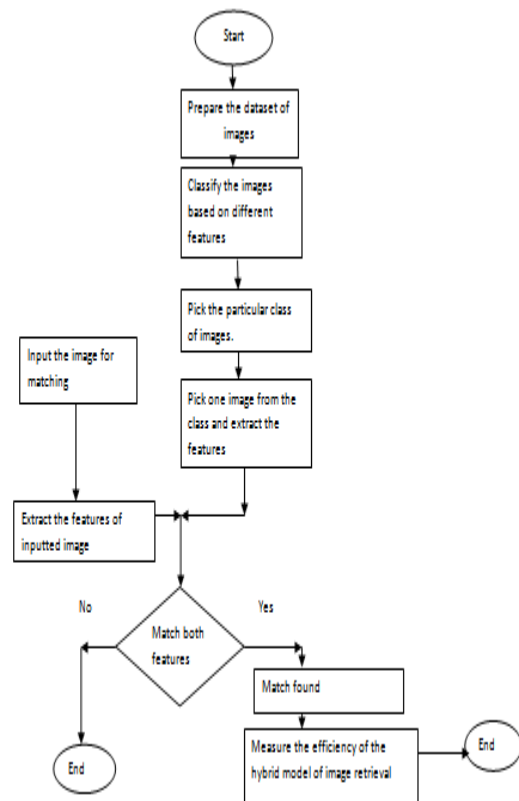 Start
Prepare the dataset of
images
Classify the images
based on different
features
Pick the particular class
of images.
Input the image for
matching
Pick one image from the
class and extract the
features
Extract the features of
inputted image
No
Yes
Match both
features
Match found
Measure the efficiency of the
hybrid model of image retrieval
End
End